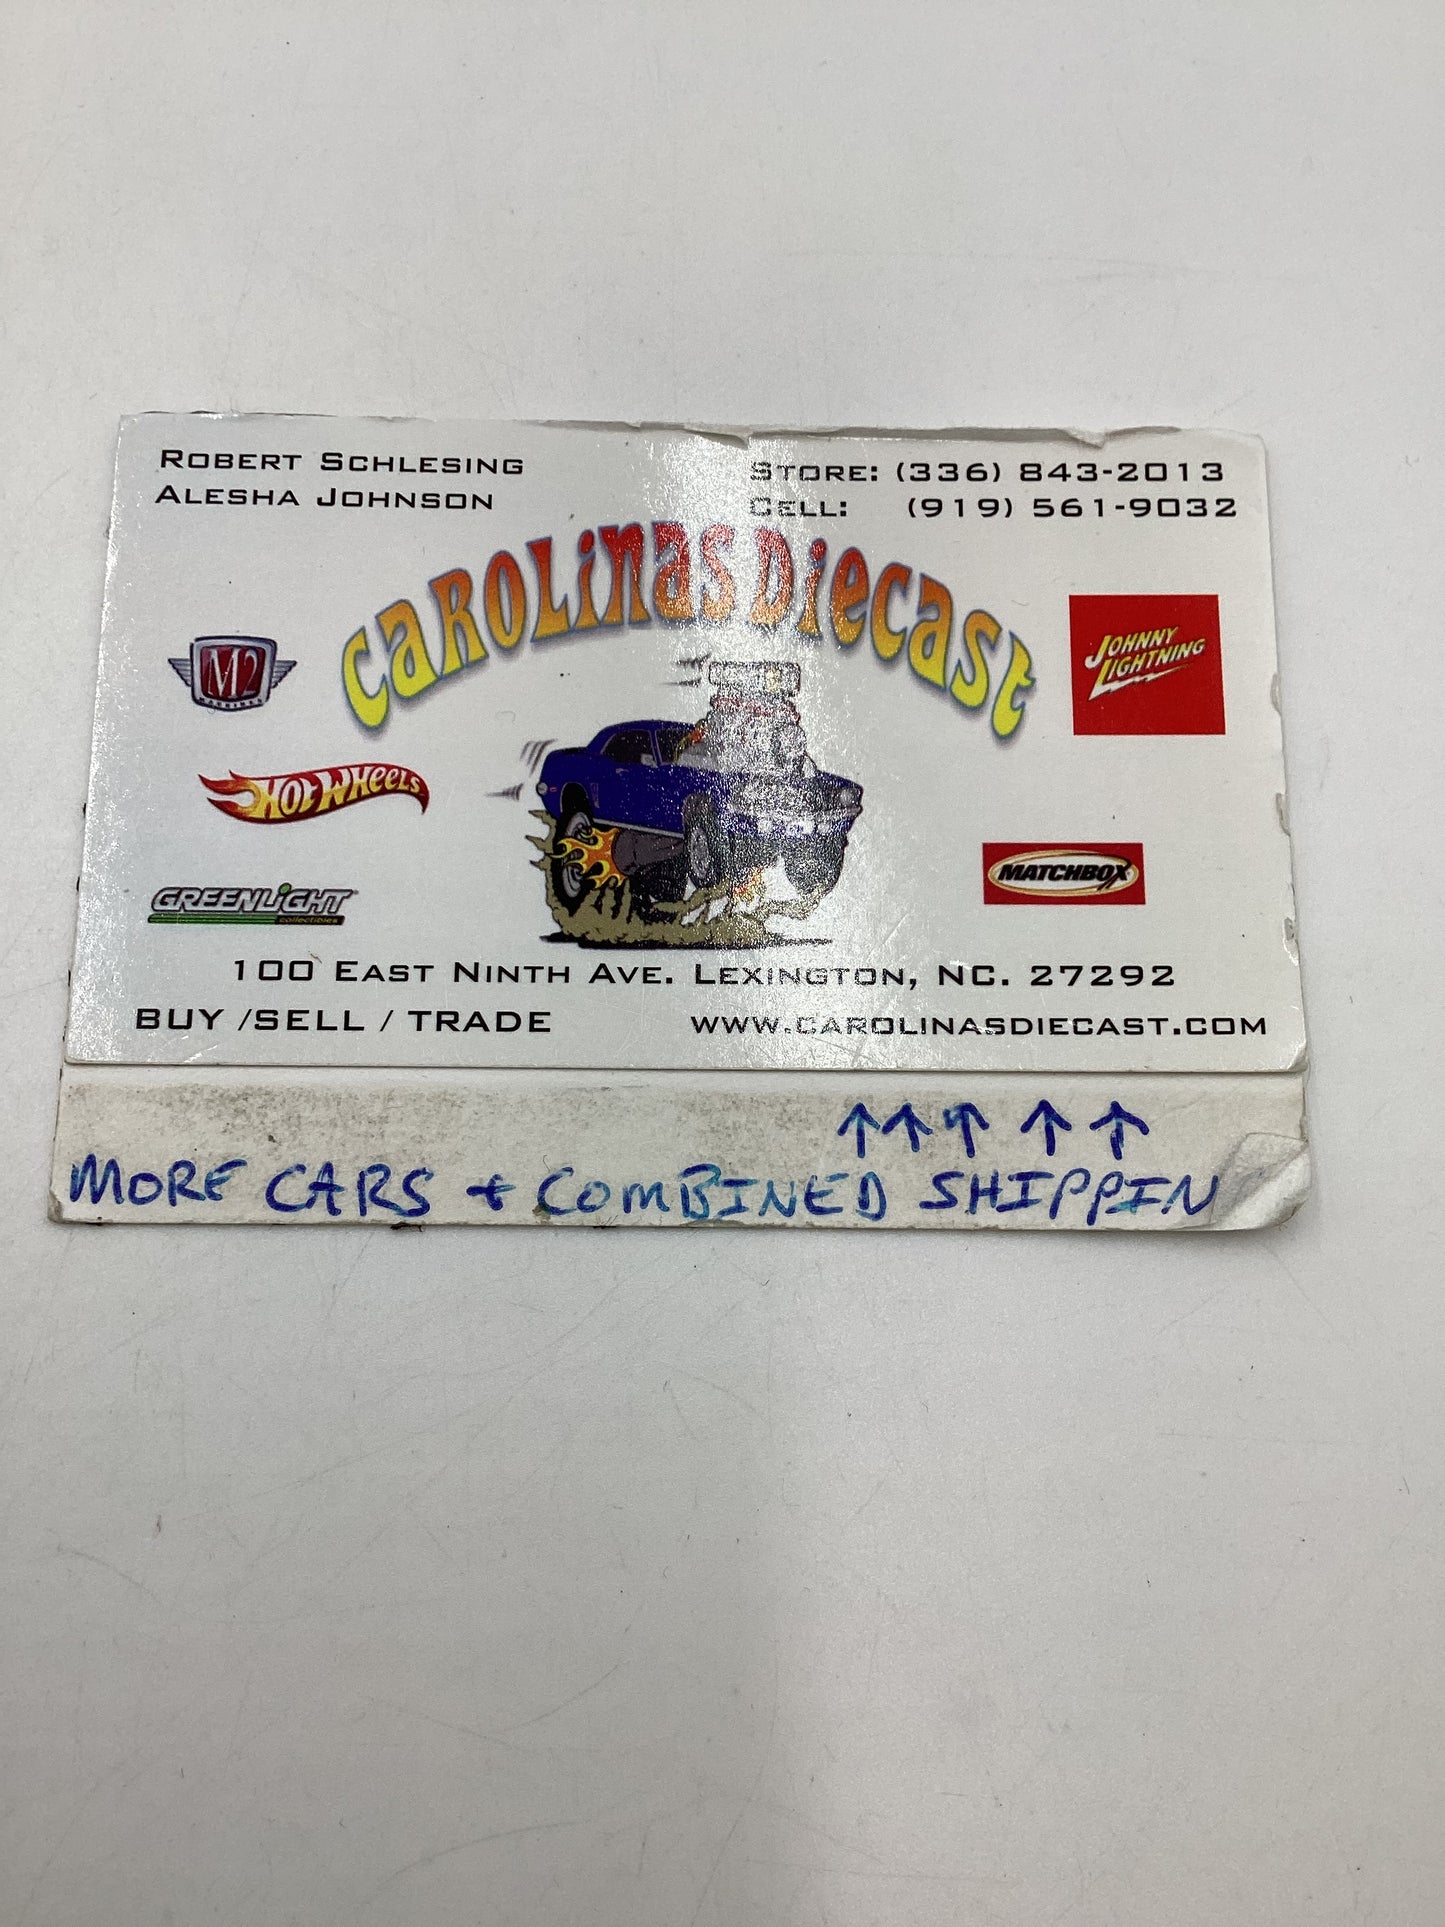 ROBERT SCHLESING
ALESHA JOHNSON
STORE: (336) 843-2013
CELL: (919) 561-9032
CAROLINAS DIECAST
M2
MACHINES
JOHNNY
LIGHTNING
HOT WHEELS
MATCHBOX
GREENLIGHT
collectibles
100 EAST NINTH AVE. LEXINGTON, NC. 27292
BUY /SELL / TRADE
WWW.CAROLINASDIECAST.COM
↑ ↑ ↑ ↑ ↑
MORE CARS + COMBINED SHIPPIN